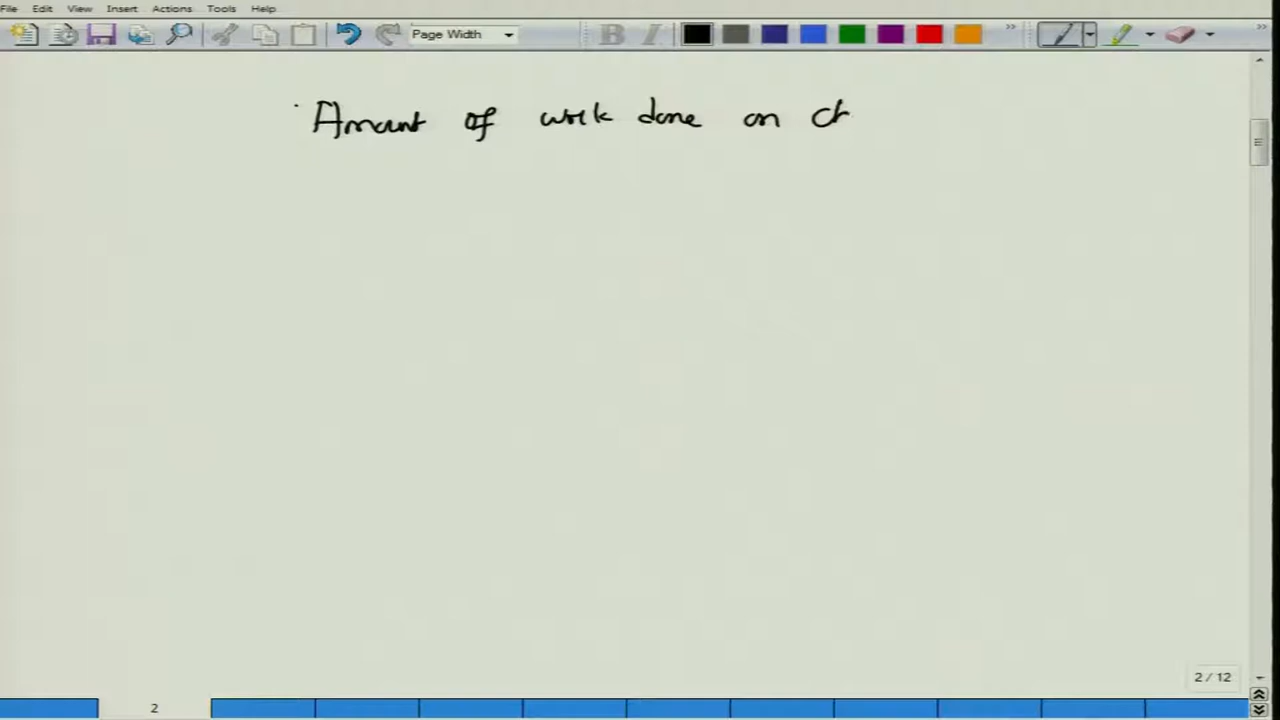 File Edit View Insert Actions Tools Help
Page Width
Amount of work done on ch
2 / 12
2